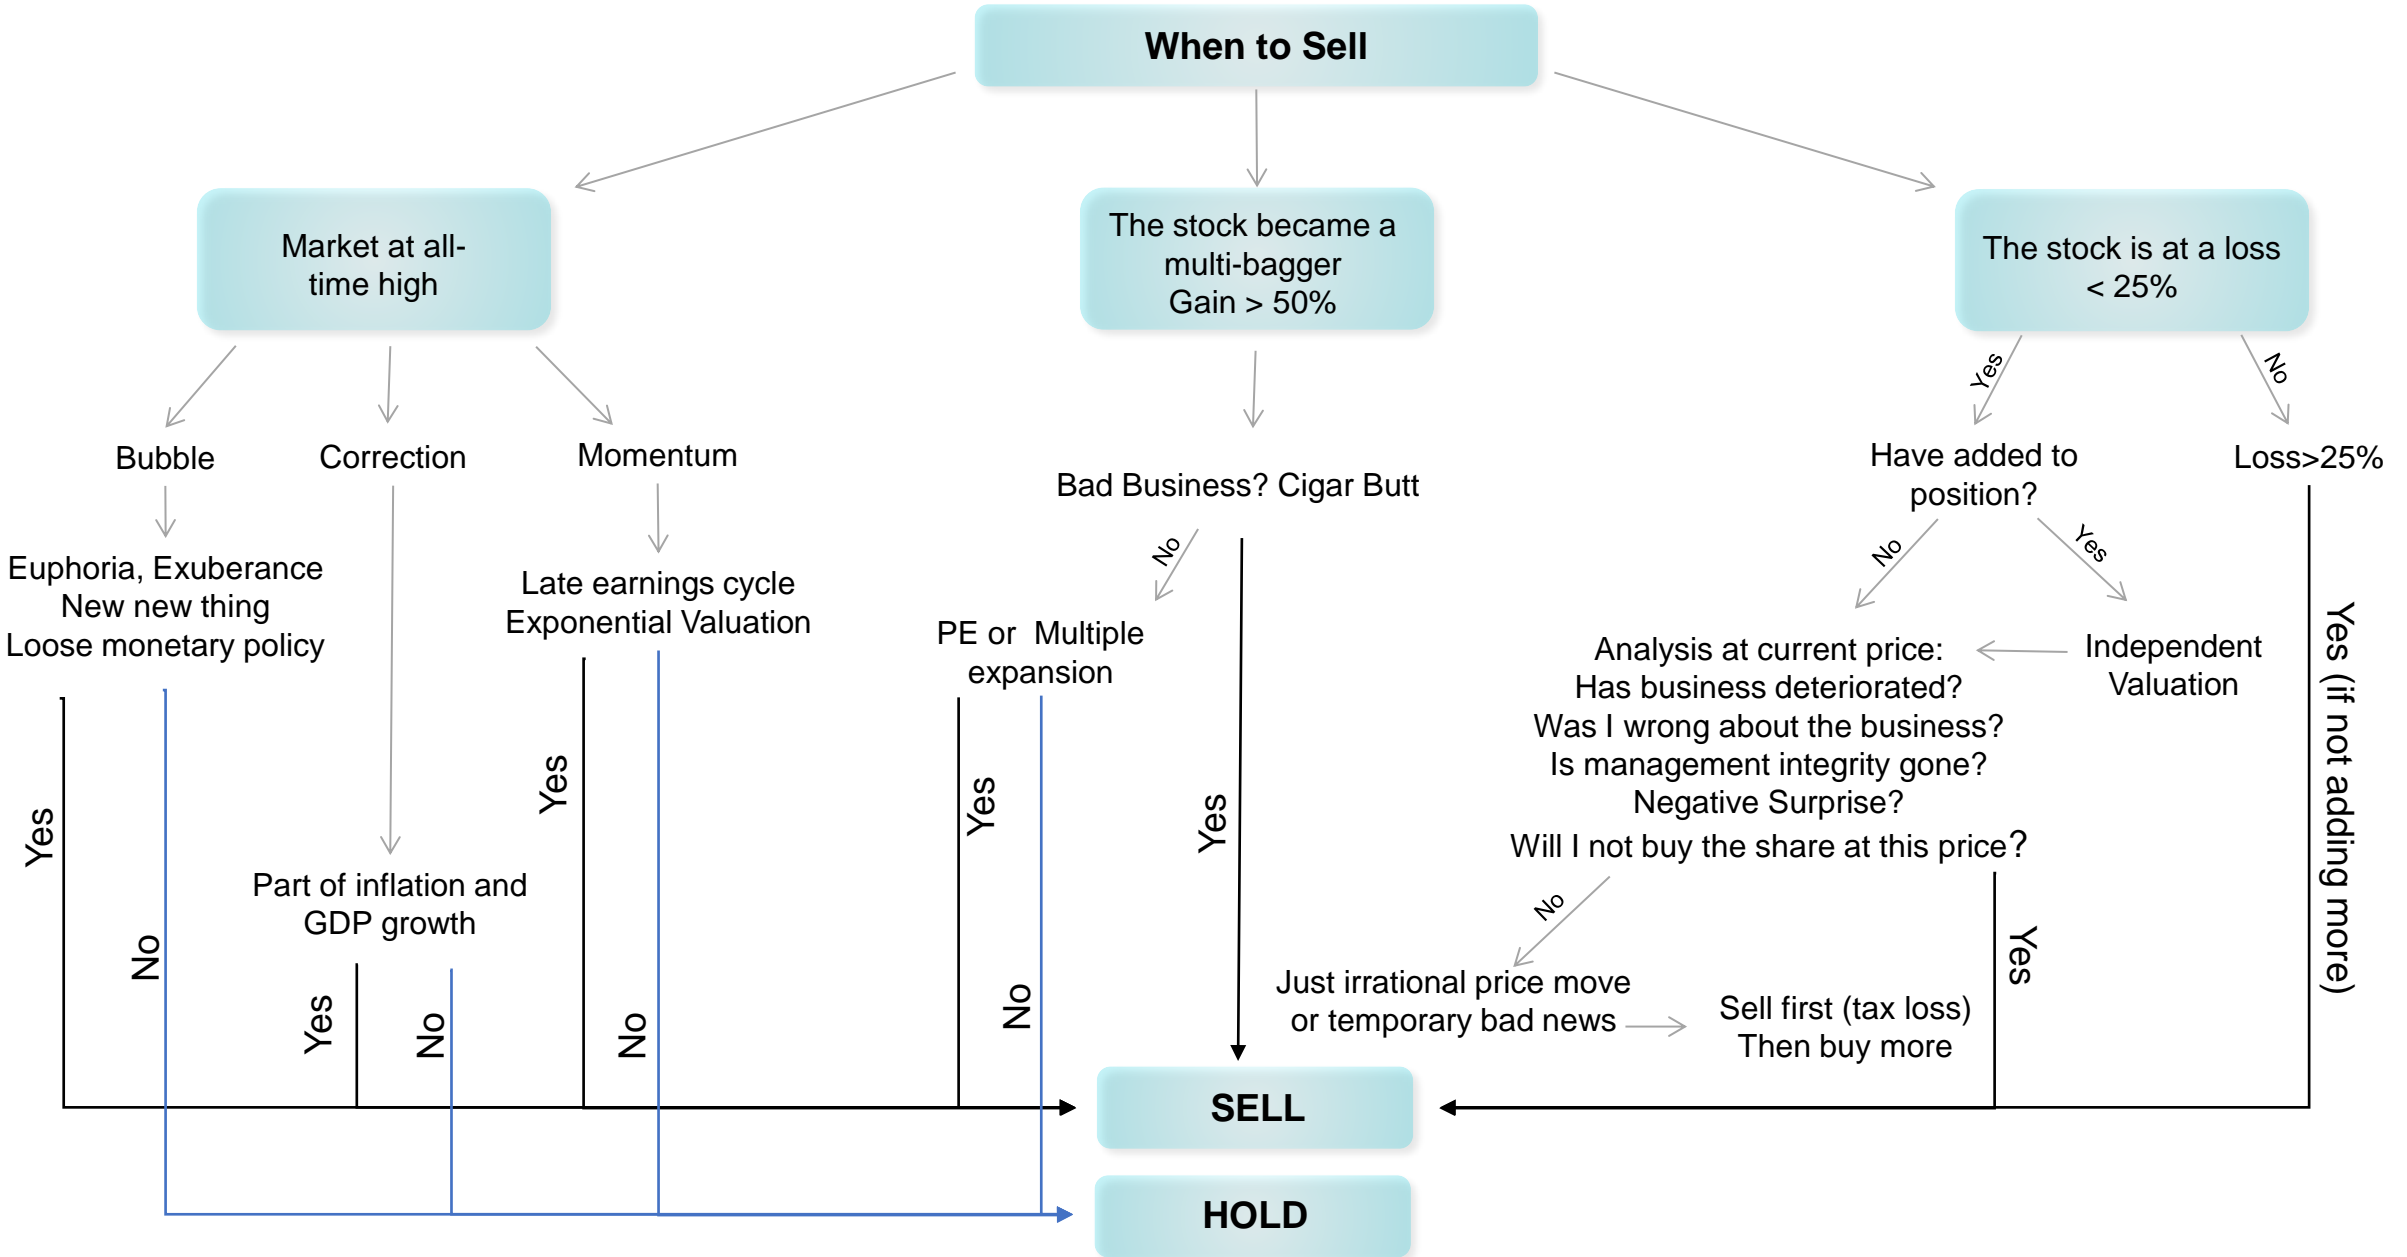 When to Sell
Market at all-
time high
The stock became a
multi-bagger
Gain > 50%
The stock is at a loss
< 25%
Yes
No
Bubble
Correction
Momentum
Bad Business? Cigar Butt
Have added to
position?
Loss>25%
No
No
Yes
Euphoria, Exuberance
New new thing
Loose monetary policy
Late earnings cycle
Exponential Valuation
PE or  Multiple
expansion
Analysis at current price:
Has business deteriorated?
Was I wrong about the business?
Is management integrity gone?
Negative Surprise?
Will I not buy the share at this price?
Independent
Valuation
Yes (if not adding more)
Yes
Yes
Yes
Yes
Part of inflation and
GDP growth
No
Yes
No
No
No
No
Yes
Just irrational price move
or temporary bad news
Sell first (tax loss)
Then buy more
SELL
HOLD